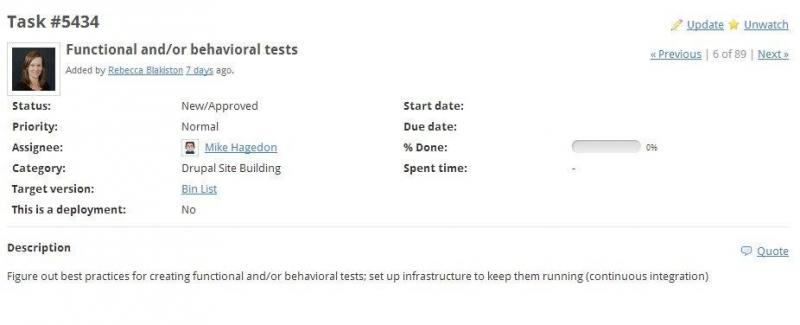 Task #5434
Update Unwatch
Functional and/or behavioral tests
« Previous | 6 of 89 | Next »
Added by Rebecca Blakiston 7 days ago.
Status: New/Approved Start date:
Priority: Normal Due date:
Assignee: Mike Hagedon % Done: 0%
Category: Drupal Site Building Spent time: -
Target version: Bin List
This is a deployment: No
Description
Quote
Figure out best practices for creating functional and/or behavioral tests; set up infrastructure to keep them running (continuous integration)